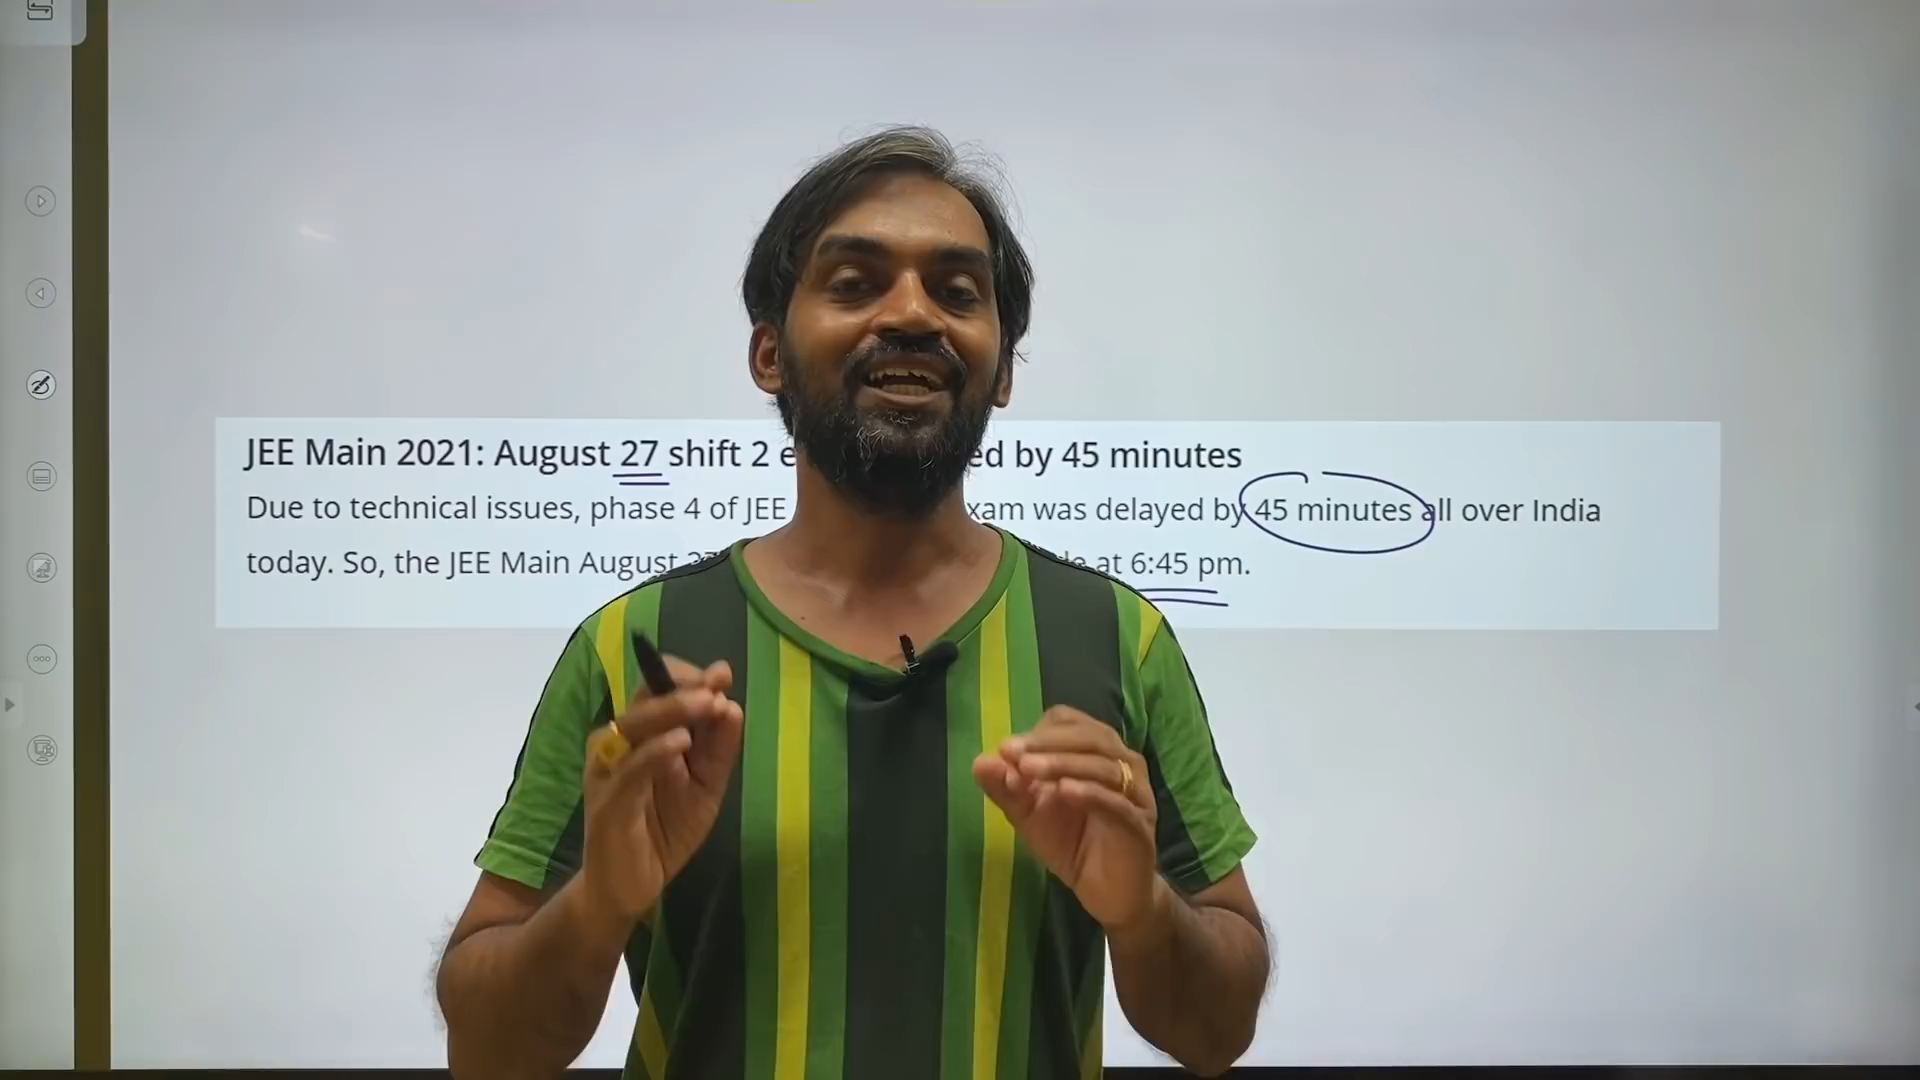 JEE Main 2021: August 27 shift 2 ed by 45 minutes
Due to technical issues, phase 4 of JEE xam was delayed by 45 minutes all over India
today. So, the JEE Main August at 6:45 pm.